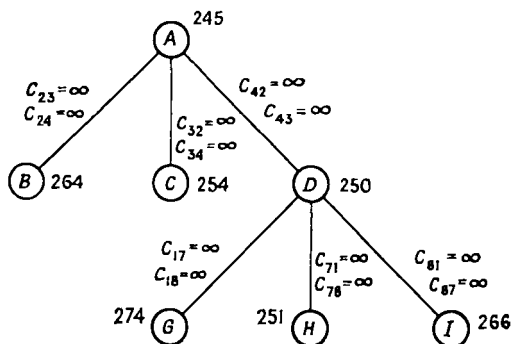 245
A
C₂₃=∞
C₂₄=∞
C₄₂=∞
C₄₃=∞
C₃₂=∞
C₃₄=∞
B 264
C 254
D 250
C₁₇=∞
C₁₈=∞
C₇₁=∞
C₇₈=∞
C₈₁=∞
C₈₇=∞
274 G
251 H
I 266